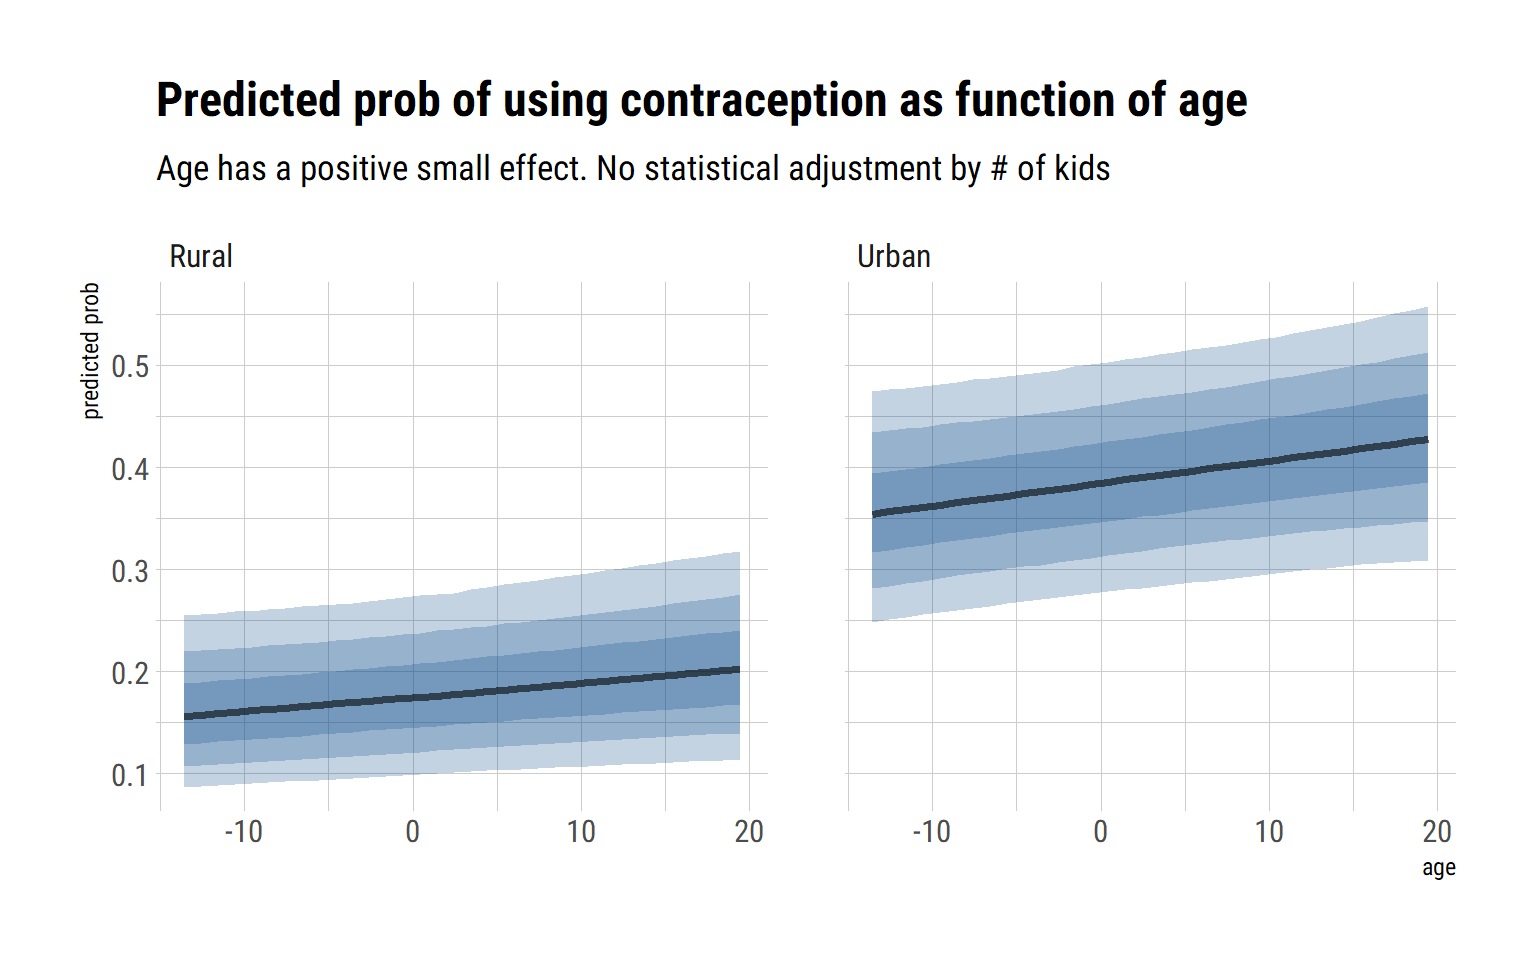 Predicted prob of using contraception as function of age
Age has a positive small effect. No statistical adjustment by # of kids
Rural
Urban
predicted prob
0.5
0.4
0.3
0.2
0.1
-10 0 10 20
-10 0 10 20
age